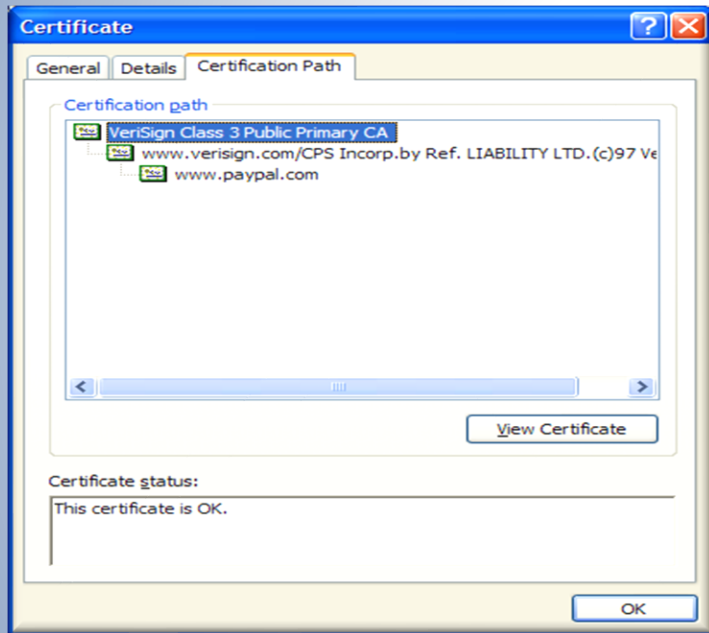 Certificate
General Details Certification Path
Certification path
VeriSign Class 3 Public Primary CA
www.verisign.com/CPS Incorp.by Ref. LIABILITY LTD.(c)97 Ve
www.paypal.com
View Certificate
Certificate status:
This certificate is OK.
OK